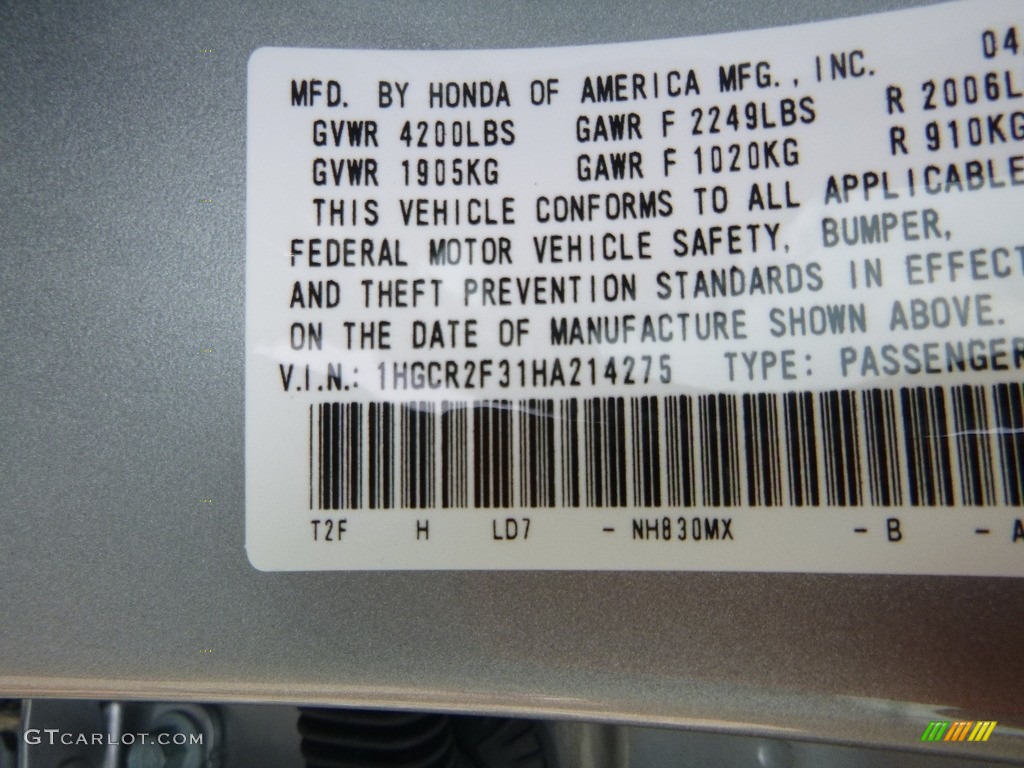 04
MFD. BY HONDA OF AMERICA MFG., INC.
GVWR 4200LBS GAWR F 2249LBS R 2006L
GVWR 1905KG GAWR F 1020KG R 910KG
THIS VEHICLE CONFORMS TO ALL APPLICABLE
FEDERAL MOTOR VEHICLE SAFETY, BUMPER,
AND THEFT PREVENTION STANDARDS IN EFFECT
ON THE DATE OF MANUFACTURE SHOWN ABOVE.
V.I.N.: 1HGCR2F31HA214275 TYPE: PASSENGER
T2F H LD7 - NH830MX - B - A
GTCARLOT.COM